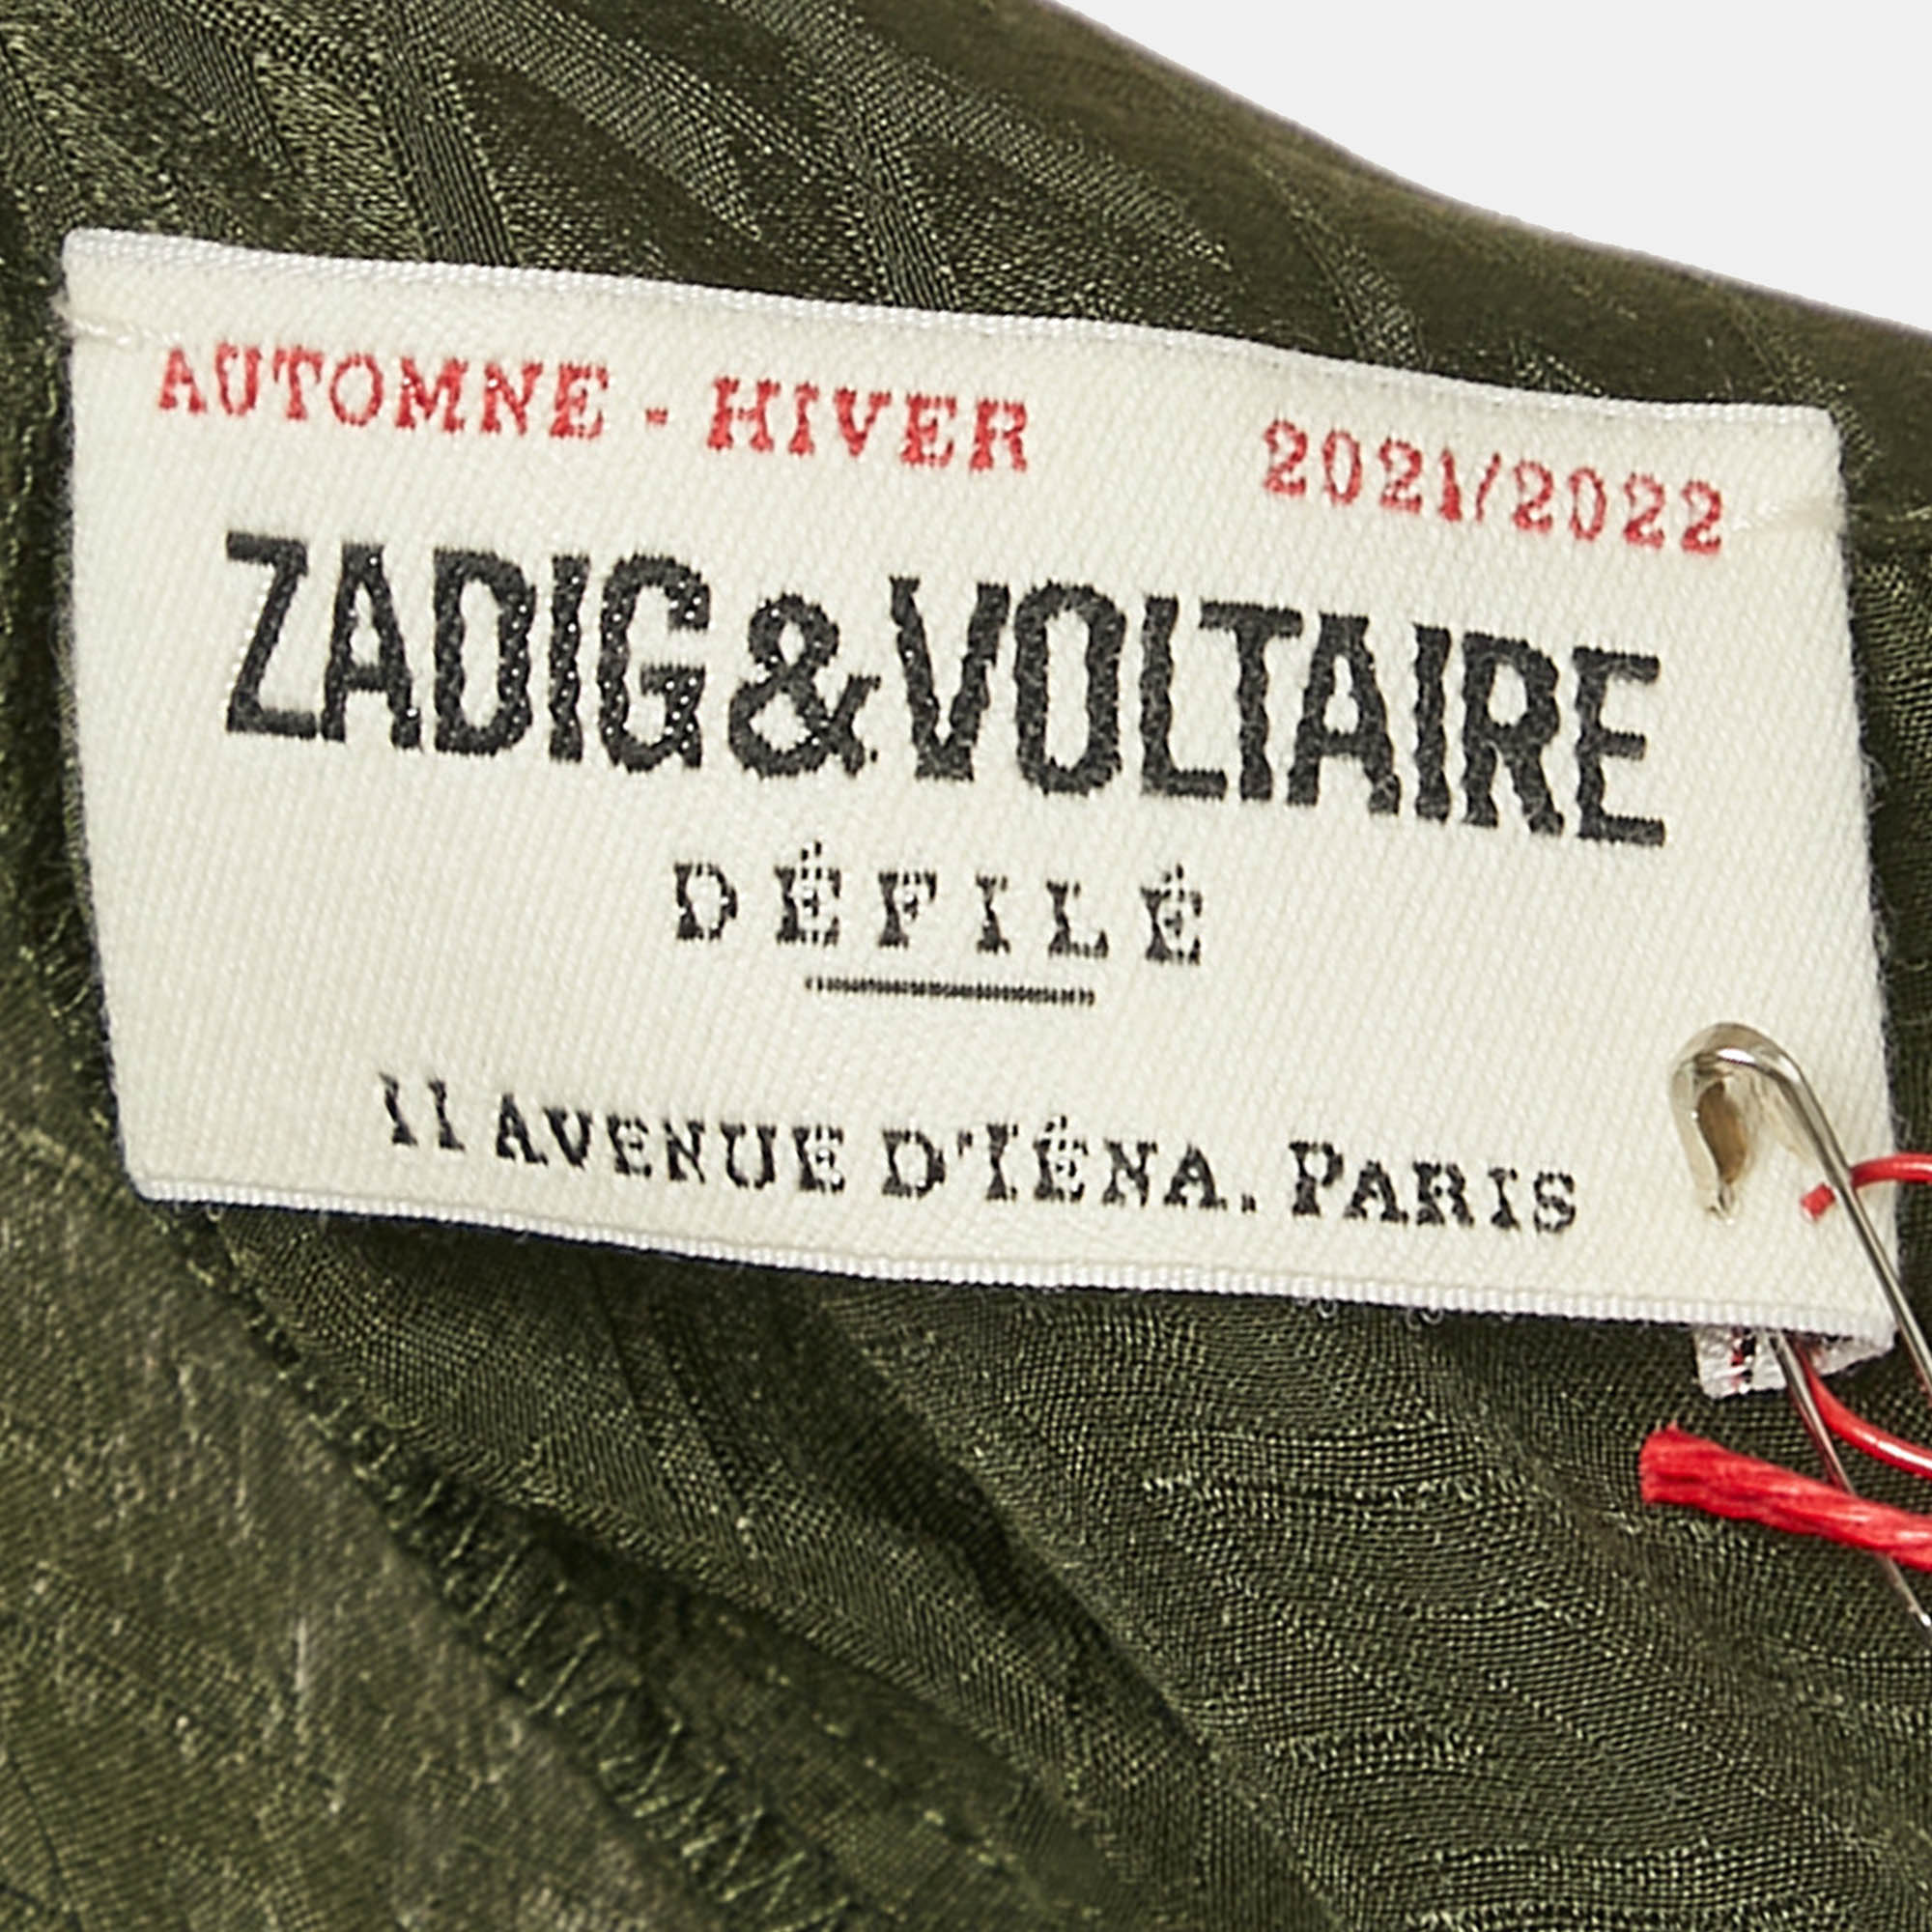 AUTOMNE - HIVER 2021/2022
ZADIG&VOLTAIRE
DÉFILÉ
11 AVENUE D'IÉNA. PARIS